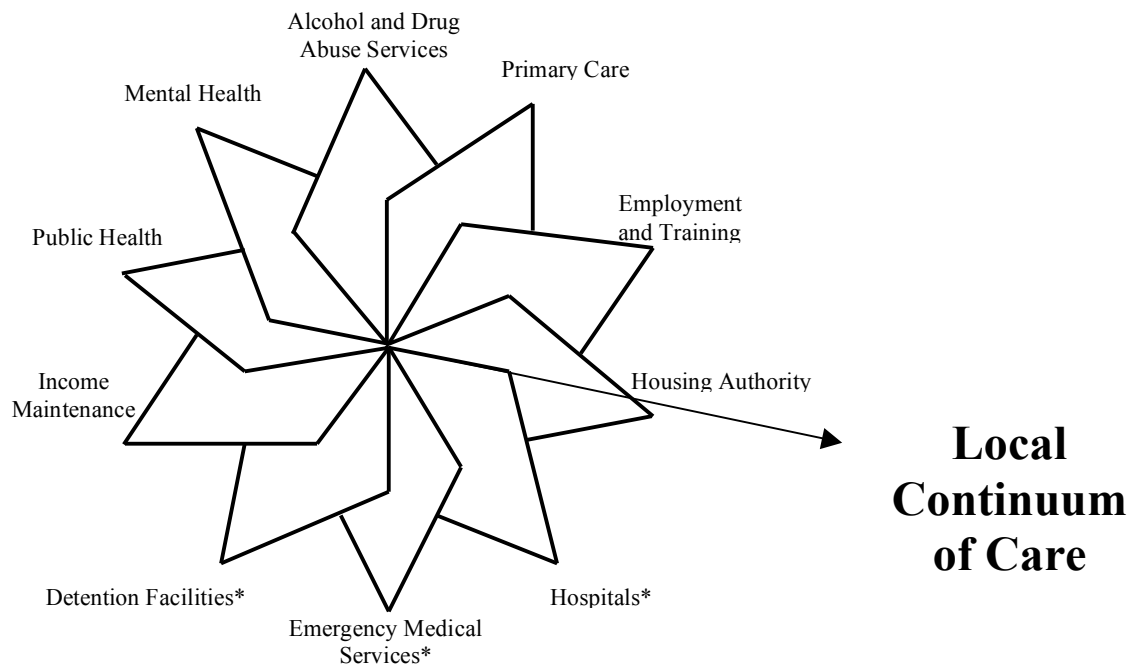 Alcohol and Drug
Abuse Services
Primary Care
Mental Health
Employment
and Training
Public Health
Income
Maintenance
Housing Authority
Local
Continuum
of Care
Detention Facilities*
Hospitals*
Emergency Medical
Services*